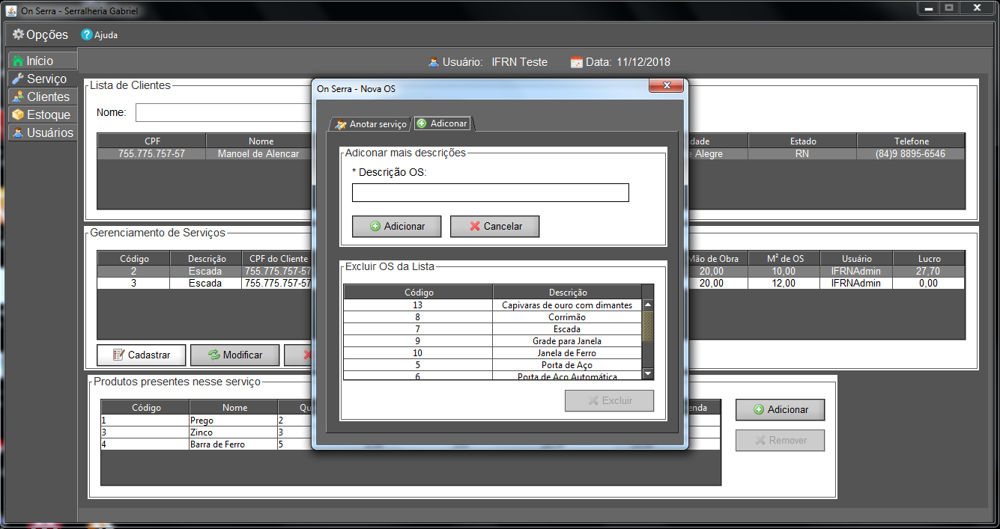 On Serra - Serralheria Gabriel
Opções Ajuda
Início
Serviço
Clientes
Estoque
Usuários
Usuário: IFRN Teste Data: 11/12/2018
Lista de Clientes
Nome:
CPF Nome dade Estado Telefone
755.775.757-57 Manoel de Alencar e Alegre RN (84)9 8895-6546
Gerenciamento de Serviços
Código Descrição CPF do Cliente Mão de Obra M² de OS Usuário Lucro
2 Escada 755.775.757-57 20,00 10,00 IFRNAdmin 27,70
3 Escada 755.775.757-57 20,00 12,00 IFRNAdmin 0,00
Cadastrar Modificar
Produtos presentes nesse serviço
Código Nome Qu enda
1 Prego 2
3 Zinco 3
4 Barra de Ferro 5
Adicionar
Remover
On Serra - Nova OS
Anotar serviço Adiconar
Adiconar mais descrições
* Descrição OS:
Adicionar Cancelar
Excluir OS da Lista
Código Descrição
13 Capivaras de ouro com dimantes
8 Corrimão
7 Escada
9 Grade para Janela
10 Janela de Ferro
5 Porta de Aço
6 Porta de Aço Automática
Excluir